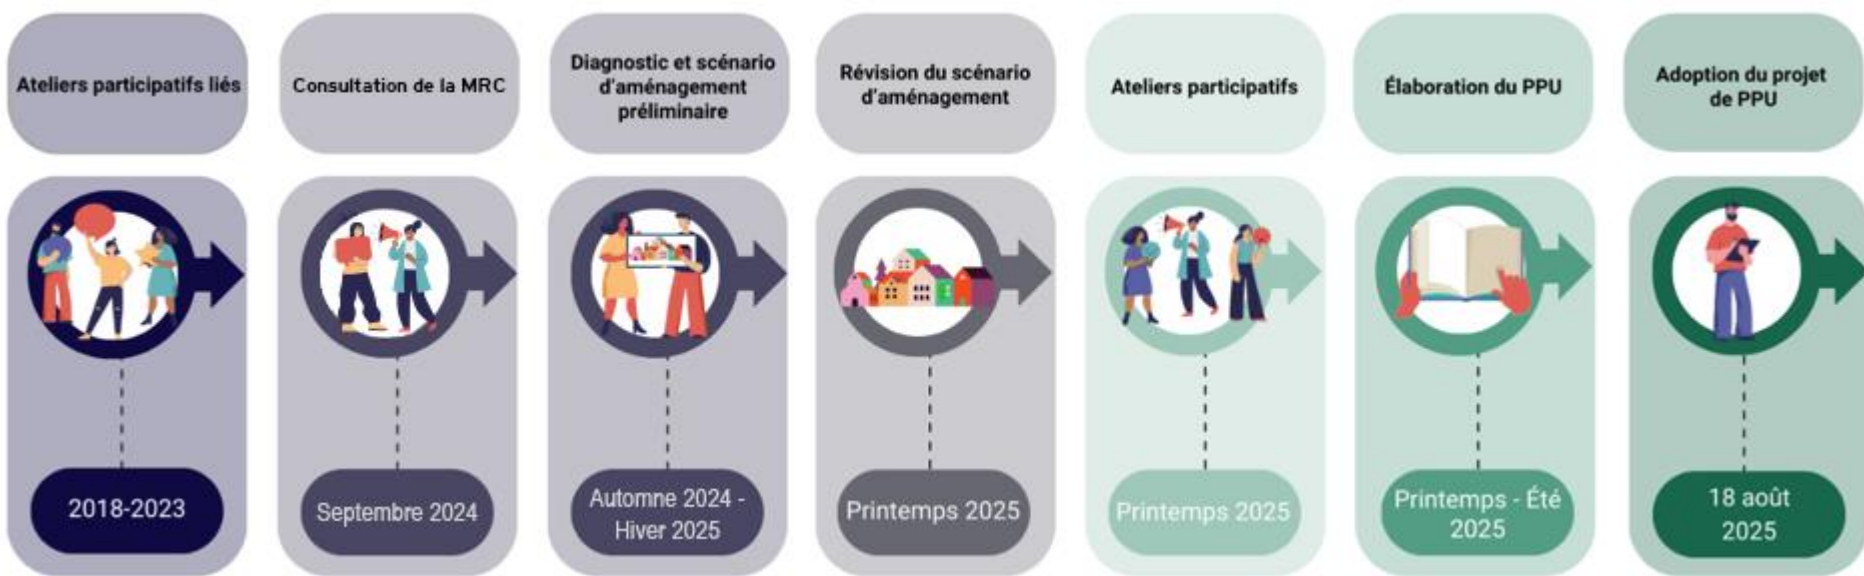 Ateliers participatifs liés
Consultation de la MRC
Diagnostic et scénario
d'aménagement
préliminaire
Révision du scénario
d'aménagement
Ateliers participatifs
Élaboration du PPU
Adoption du projet
de PPU
2018-2023
Septembre 2024
Automne 2024 -
Hiver 2025
Printemps 2025
Printemps 2025
Printemps - Été
2025
18 août
2025